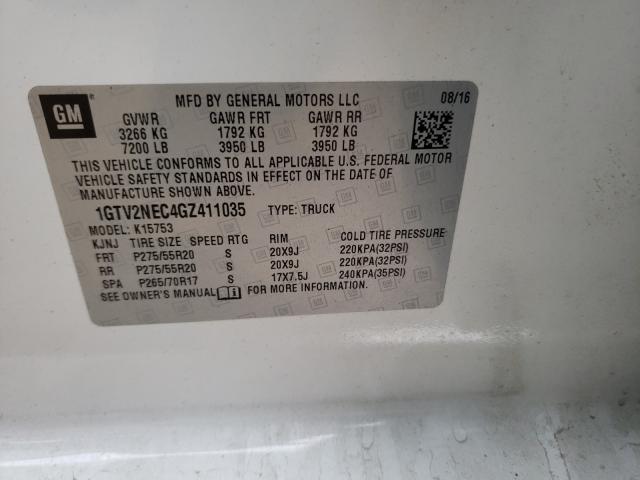 GM
MFD BY GENERAL MOTORS LLC 08/16
GVWR GAWR FRT GAWR RR
3266 KG 1792 KG 1792 KG
7200 LB 3950 LB 3950 LB
THIS VEHICLE CONFORMS TO ALL APPLICABLE U.S. FEDERAL MOTOR
VEHICLE SAFETY STANDARDS IN EFFECT ON THE DATE OF
MANUFACTURE SHOWN ABOVE.
1GTV2NEC4GZ411035 TYPE: TRUCK
MODEL: K15753
KJNJ TIRE SIZE SPEED RTG RIM COLD TIRE PRESSURE
FRT P275/55R20 S 20X9J 220KPA(32PSI)
RR P275/55R20 S 20X9J 220KPA(32PSI)
SPA P265/70R17 S 17X7.5J 240KPA(35PSI)
SEE OWNER'S MANUAL FOR MORE INFORMATION.